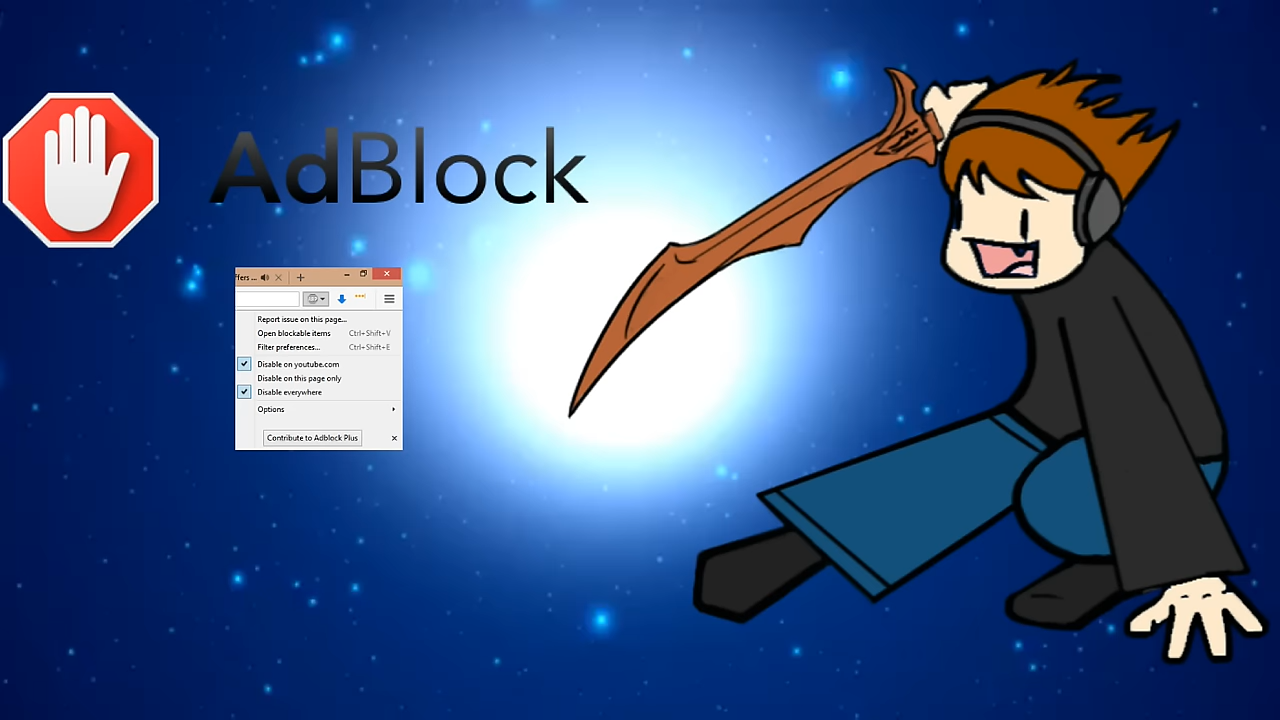 AdBlock
ffers ...
Report issue on this page...
Open blockable items Ctrl+Shift+V
Filter preferences... Ctrl+Shift+E
Disable on youtube.com
Disable on this page only
Disable everywhere
Options
Contribute to Adblock Plus